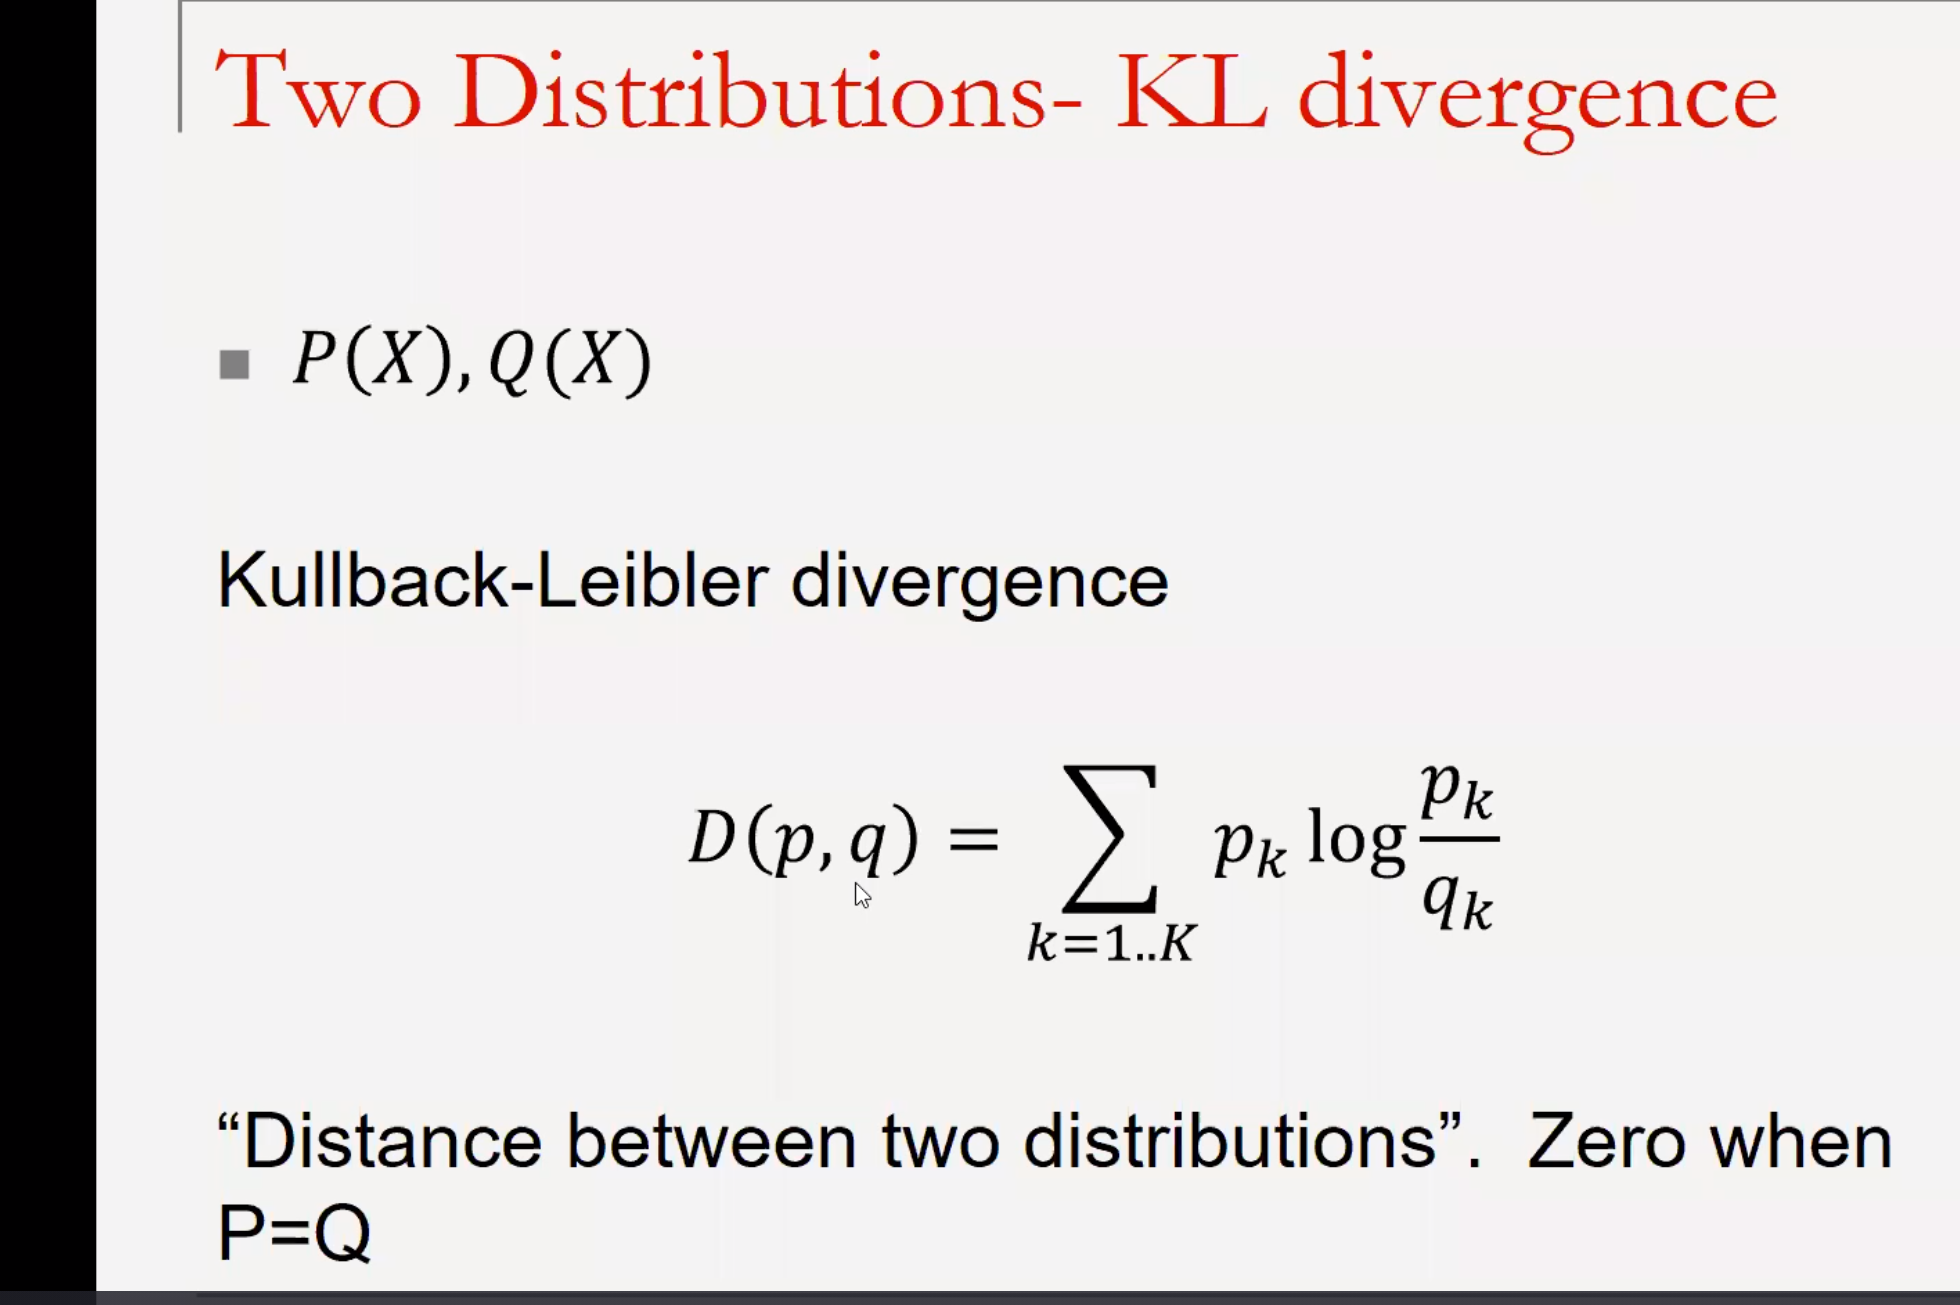 Two Distributions- KL divergence
P(X), Q(X)
Kullback-Leibler divergence
D(p, q) = ∑_{k=1..K} p_k log \frac{p_k}{q_k}
“Distance between two distributions”. Zero when
P=Q